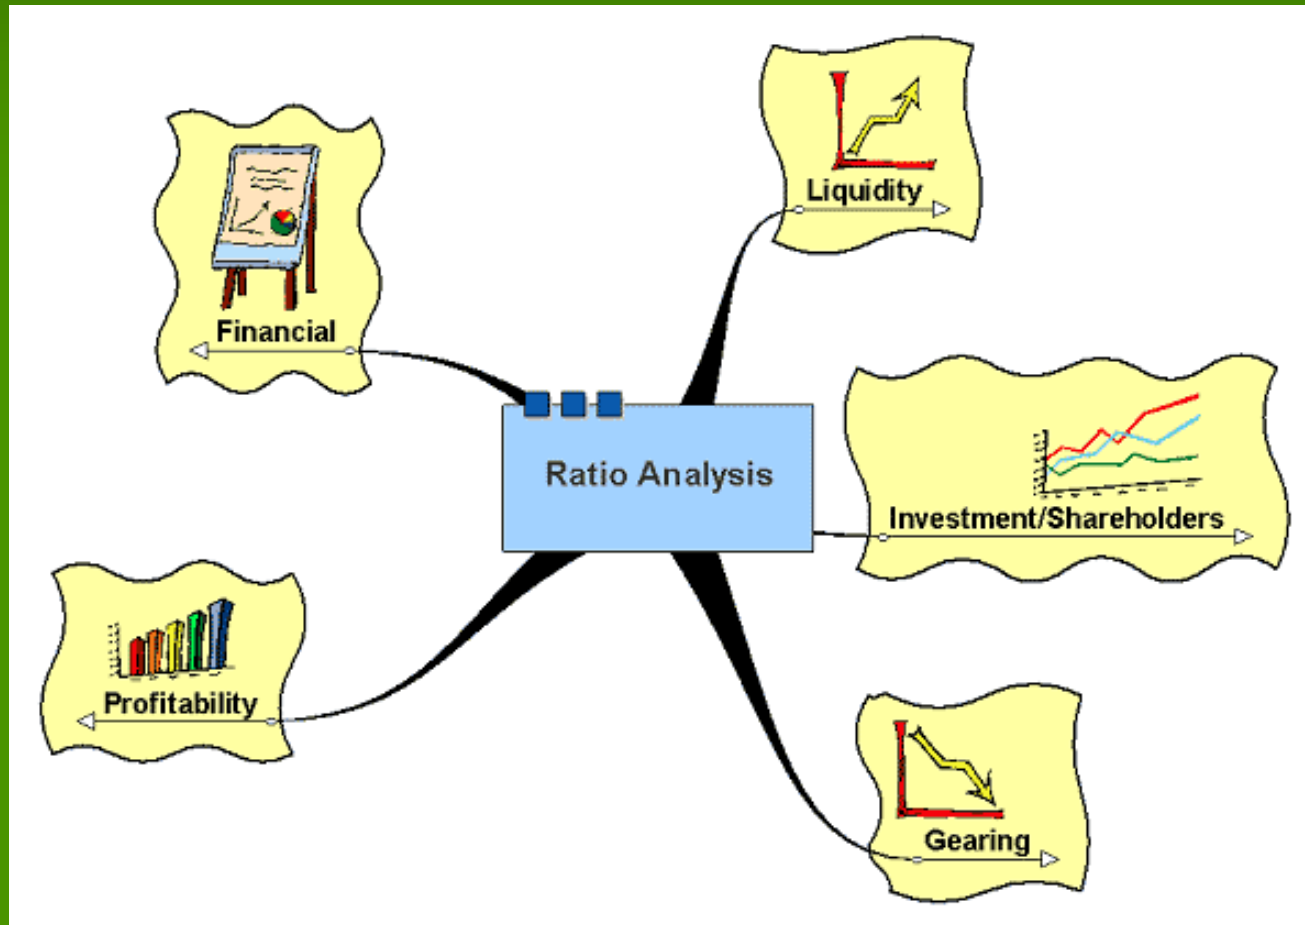 Liquidity
Financial
Ratio Analysis
Investment/Shareholders
Profitability
Gearing